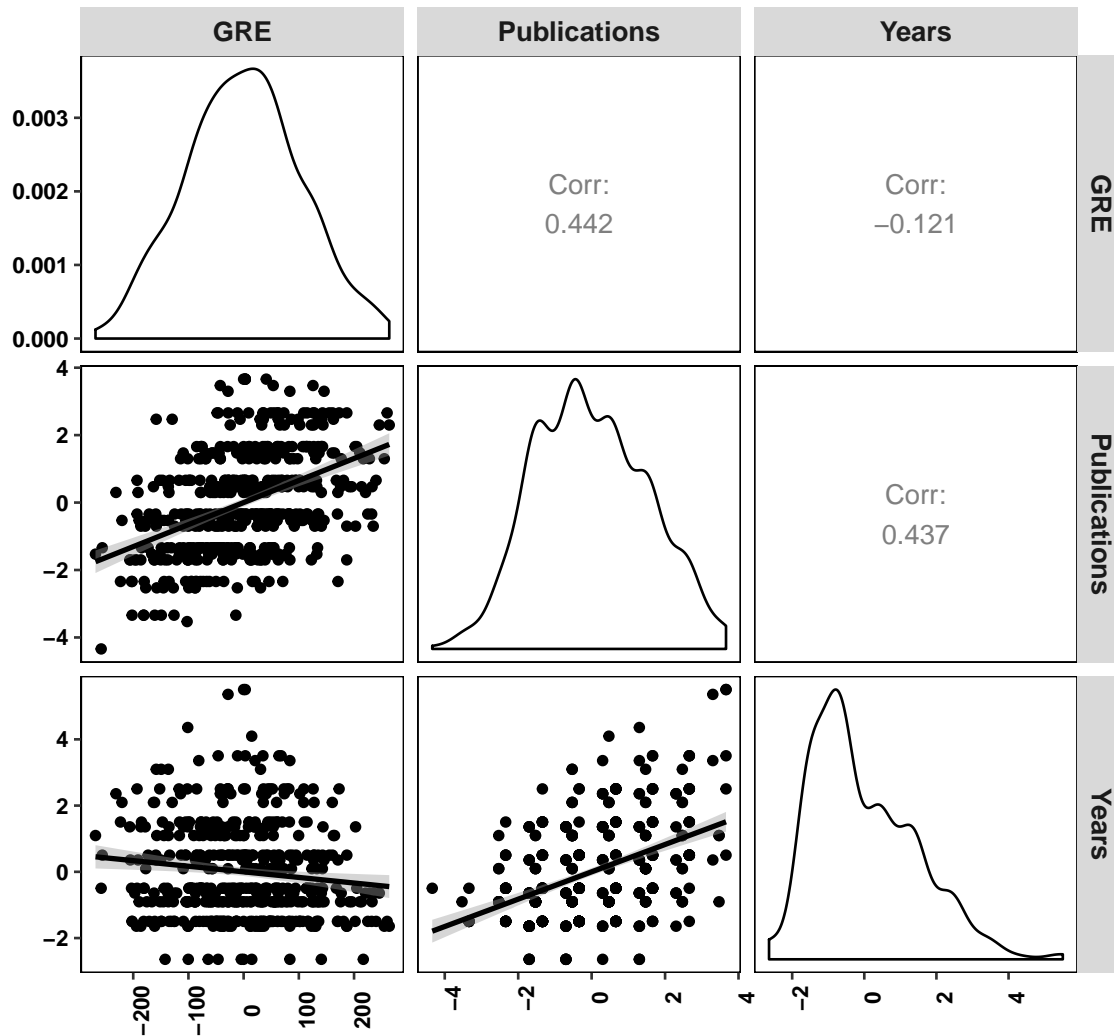 GRE Publications Years
0.003
0.002
0.001
0.000
Corr:
0.442
Corr:
−0.121
GRE
4
2
0
−2
−4
Corr:
0.437
Publications
4
2
0
−2
Years
−200 −100 0 100 200
−4 −2 0 2 4
−2 0 2 4